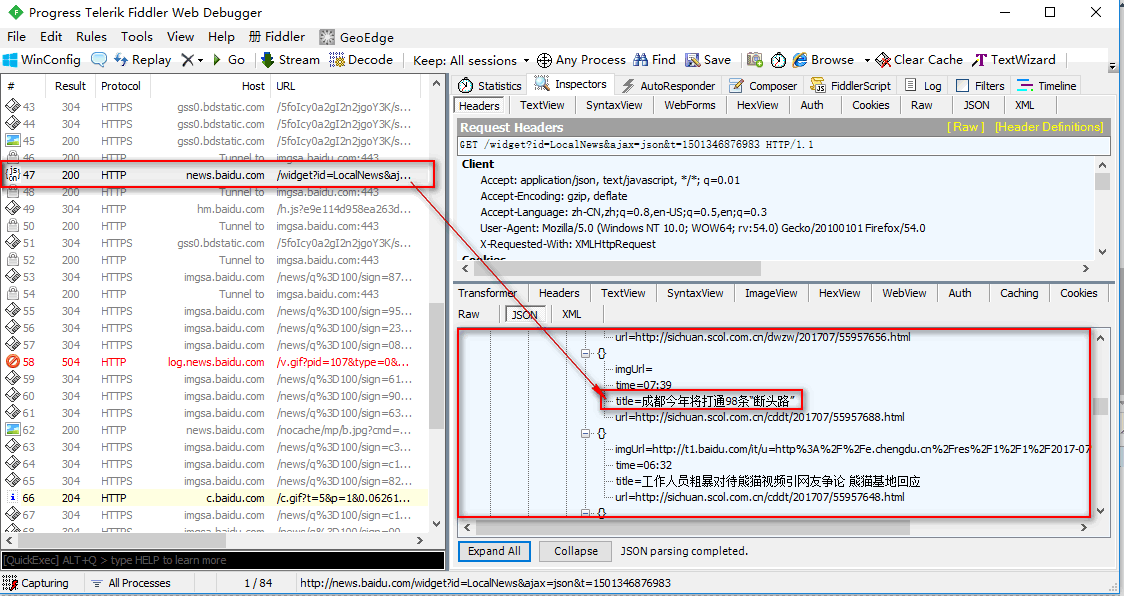 Progress Telerik Fiddler Web Debugger
File Edit Rules Tools View Help Fiddler GeoEdge
WinConfig Replay Go Stream Decode Keep: All sessions Any Process Find Save Browse Clear Cache TextWizard
# Result Protocol Host URL
43 304 HTTPS gss0.bdstatic.com /5foIcy0a2gI2n2jgoY3K/s...
44 304 HTTPS gss0.bdstatic.com /5foIcy0a2gI2n2jgoY3K/s...
45 200 HTTPS gss0.bdstatic.com /5foIcy0a2gI2n2jgoY3K/s...
46 200 HTTP Tunnel to imgsa.baidu.com:443
47 200 HTTP news.baidu.com /widget?id=LocalNews&aj...
48 200 HTTP Tunnel to imgsa.baidu.com:443
49 200 HTTP hm.baidu.com /h.js?e9e114d958ea263d...
50 200 HTTP Tunnel to imgsa.baidu.com:443
51 304 HTTPS gss0.bdstatic.com /5foIcy0a2gI2n2jgoY3K/s...
52 200 HTTP Tunnel to imgsa.baidu.com:443
53 304 HTTPS imgsa.baidu.com /news/q%3D100/sign=87...
54 200 HTTP Tunnel to imgsa.baidu.com:443
55 304 HTTPS imgsa.baidu.com /news/q%3D100/sign=95...
56 304 HTTPS imgsa.baidu.com /news/q%3D100/sign=23...
57 304 HTTPS imgsa.baidu.com /news/q%3D100/sign=08...
58 504 HTTP log.news.baidu.com /v.gif?pid=107&type=0&...
59 304 HTTPS imgsa.baidu.com /news/q%3D100/sign=61...
60 304 HTTPS imgsa.baidu.com /news/q%3D100/sign=90...
61 304 HTTPS imgsa.baidu.com /news/q%3D100/sign=63...
62 200 HTTP news.baidu.com /nocache/mp/b.jpg?cmd=...
63 304 HTTPS imgsa.baidu.com /news/q%3D100/sign=c3...
64 304 HTTPS imgsa.baidu.com /news/q%3D100/sign=c1...
65 304 HTTPS imgsa.baidu.com /news/q%3D100/sign=82...
66 204 HTTP c.baidu.com /c.gif?t=5&p=1&0.06261...
67 304 HTTPS imgsa.baidu.com /news/q%3D100/sign=c1...
68 304 HTTPS imgsa.baidu.com /news/q%3D100/sign=00...
[QuickExec] ALT+Q > type HELP to learn more
Statistics Inspectors AutoResponder Composer FiddlerScript Log Filters Timeline
Headers TextView SyntaxView WebForms HexView Auth Cookies Raw JSON XML
Request Headers [ Raw ] [Header Definitions]
GET /widget?id=LocalNews&ajax=json&t=1501346876983 HTTP/1.1
Client
Accept: application/json, text/javascript, */*; q=0.01
Accept-Encoding: gzip, deflate
Accept-Language: zh-CN,zh;q=0.8,en-US;q=0.5,en;q=0.3
User-Agent: Mozilla/5.0 (Windows NT 10.0; WOW64; rv:54.0) Gecko/20100101 Firefox/54.0
X-Requested-With: XMLHttpRequest
Cookies
Transformer Headers TextView SyntaxView ImageView HexView WebView Auth Caching Cookies
Raw JSON XML
url=http://sichuan.scol.com.cn/dwzw/201707/55957656.html
{}
imgUrl=
time=07:39
title=成都今年将打通98条“断头路”
url=http://sichuan.scol.com.cn/cddt/201707/55957688.html
{}
imgUrl=http://t1.baidu.com/it/u=http%3A%2F%2Fe.chengdu.cn%2Fres%2F1%2F1%2F2017-07
time=06:32
title=工作人员粗暴对待熊猫视频引网友争论 熊猫基地回应
url=http://sichuan.scol.com.cn/cddt/201707/55957648.html
{}
Expand All Collapse JSON parsing completed.
Capturing All Processes 1 / 84 http://news.baidu.com/widget?id=LocalNews&ajax=json&t=1501346876983